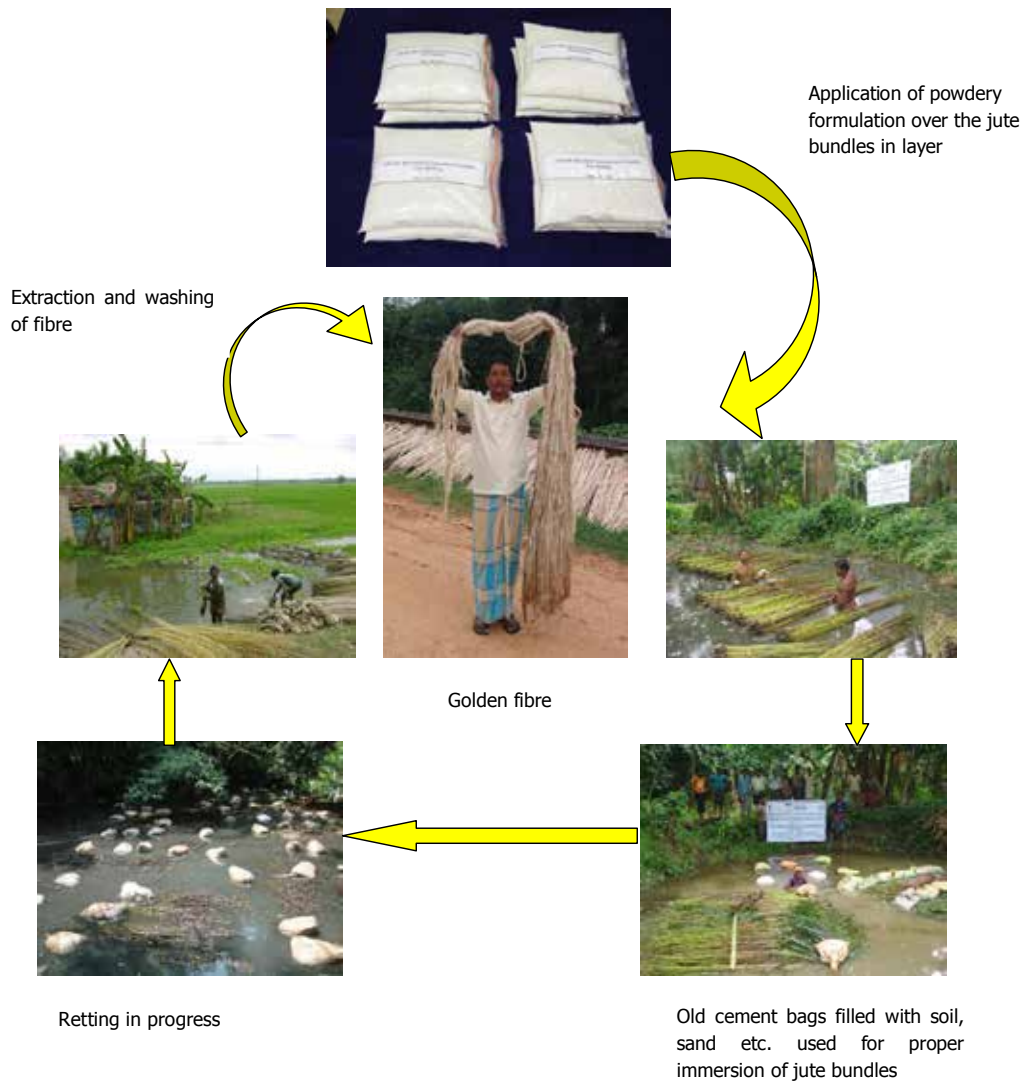 Application of powdery
formulation over the jute
bundles in layer
Extraction and washing
of fibre
Golden fibre
Retting in progress
Old cement bags filled with soil,
sand etc. used for proper
immersion of jute bundles